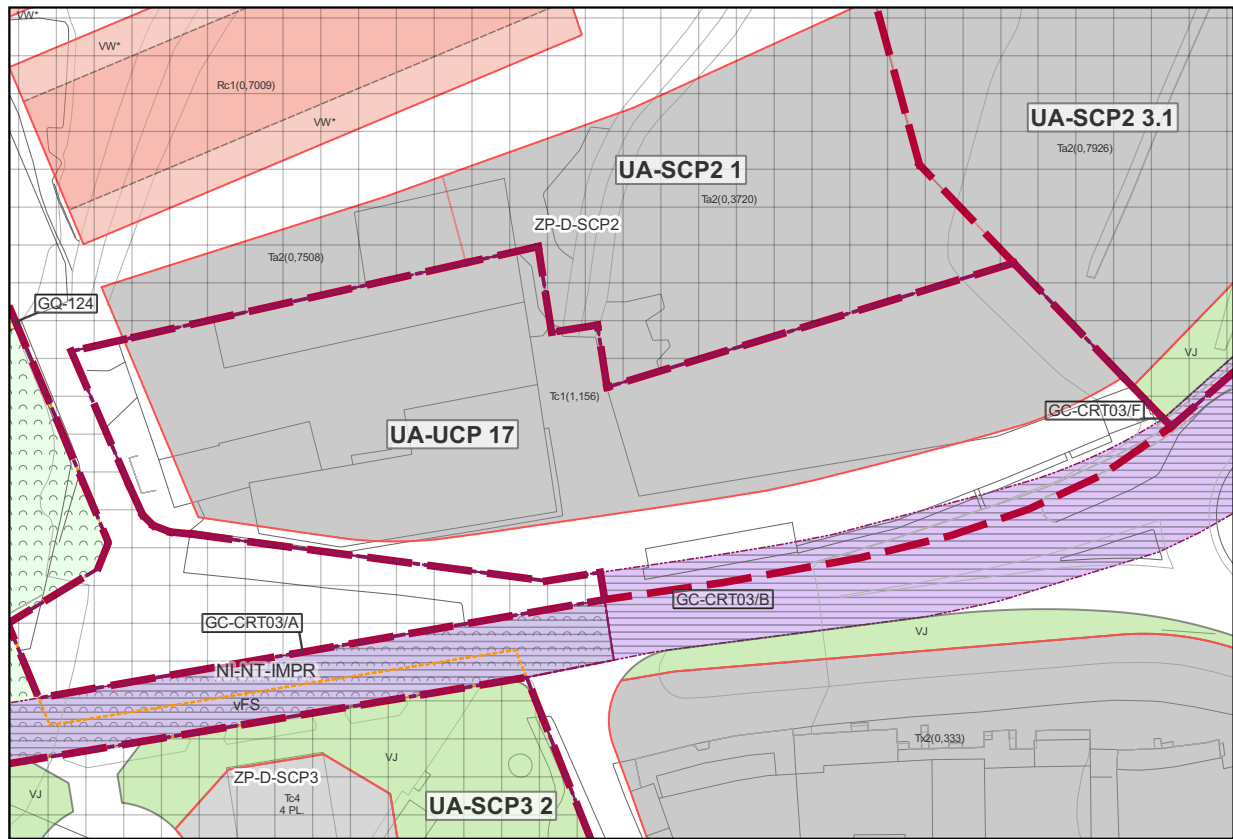 VW*
VW*
Rc1(0,7009)
VW*
UA-SCP2 3.1
Ta2(0,7926)
UA-SCP2 1
Ta2(0,3720)
ZP-D-SCP2
Ta2(0,7508)
GQ-124
VJ
Tc1(1,156)
GC-CRT03/F
UA-UCP 17
GC-CRT03/B
GC-CRT03/A
VJ
NI-NT-IMPR
vFS
Tx2(0,333)
VJ
ZP-D-SCP3
VJ
Tc4
4 PL.
UA-SCP3 2